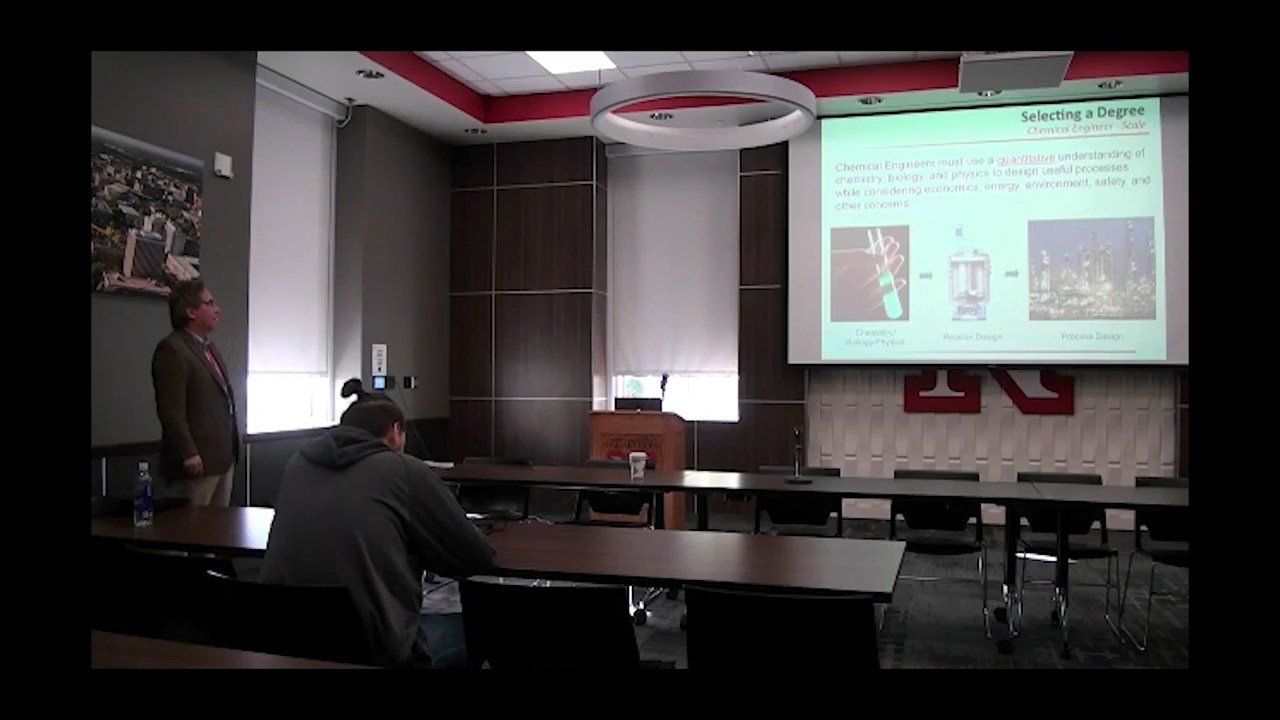 Selecting a Degree
Chemical Engineer - Scale
Chemical Engineers must use a quantitative understanding of
chemistry, biology, and physics to design useful processes
while considering economics, energy, environment, safety, and
other concerns.
Chemistry/
Biology/Physics
Reactor Design
Process Design
R